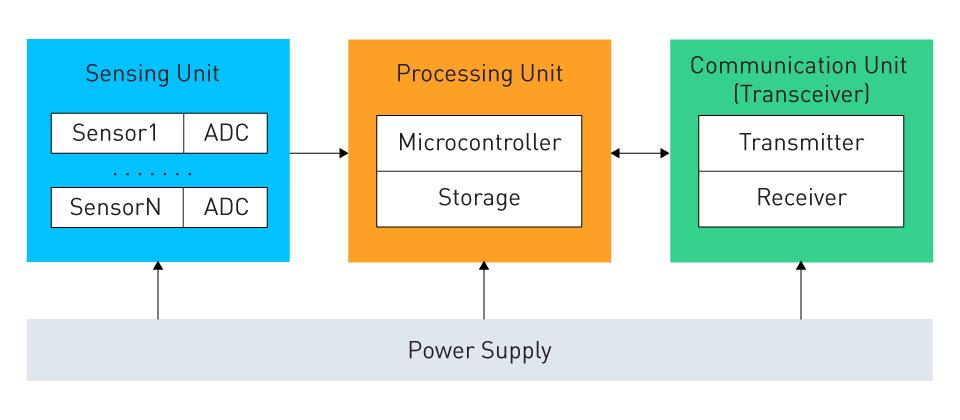 Sensing Unit
Sensor1 ADC
.......
SensorN ADC
Processing Unit
Microcontroller
Storage
Communication Unit
(Transceiver)
Transmitter
Receiver
Power Supply